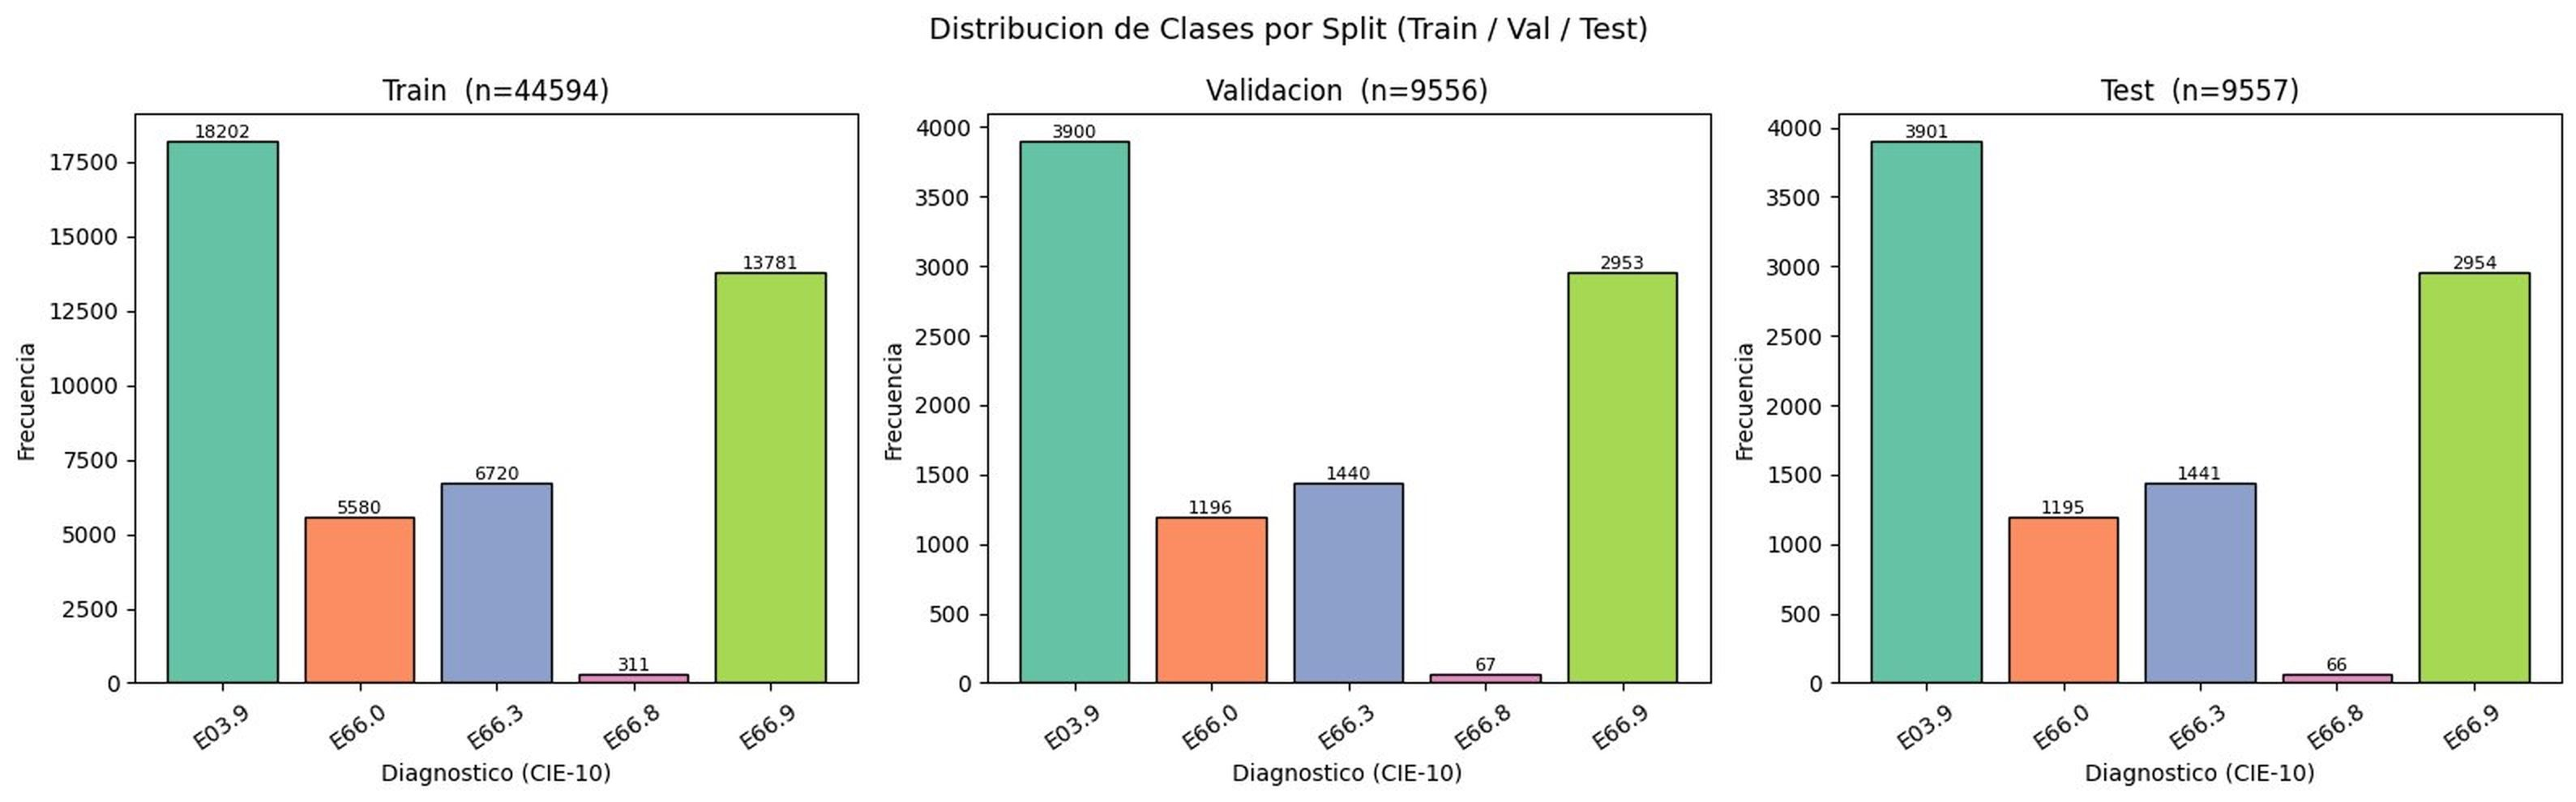 Distribucion de Clases por Split (Train / Val / Test)
Train (n=44594)
18202
17500
15000
13781
12500
10000
7500
6720
5580
5000
2500
311
0
Frecuencia
E03.9
E66.0
E66.3
E66.8
E66.9
Diagnostico (CIE-10)
Validacion (n=9556)
4000
3900
3500
3000
2953
2500
2000
1500
1440
1196
1000
500
67
0
Frecuencia
E03.9
E66.0
E66.3
E66.8
E66.9
Diagnostico (CIE-10)
Test (n=9557)
4000
3901
3500
3000
2954
2500
2000
1500
1441
1195
1000
500
66
0
Frecuencia
E03.9
E66.0
E66.3
E66.8
E66.9
Diagnostico (CIE-10)